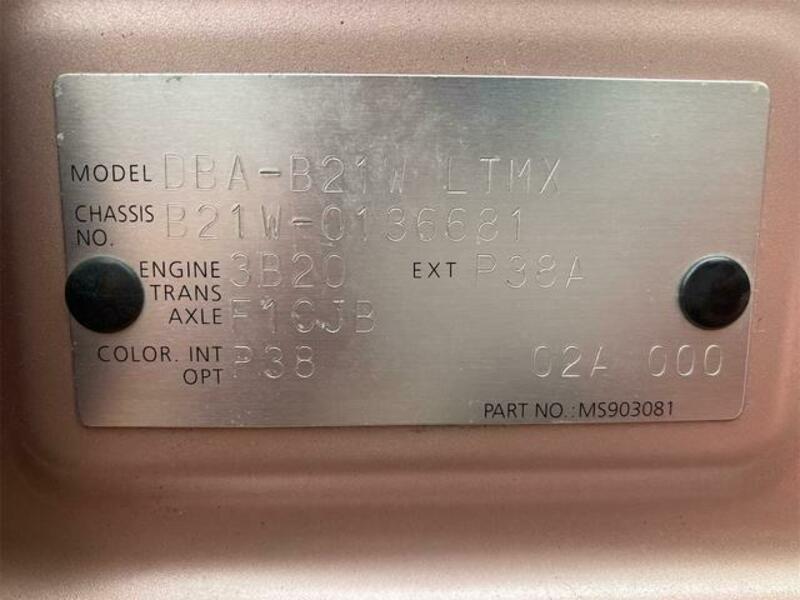 MODEL DBA-B21W LTMX
CHASSIS NO. B21W-0136681
ENGINE 3B20 EXT P38A
TRANS AXLE F1CJB
COLOR. INT OPT P38 02A 000
PART NO.: MS903081